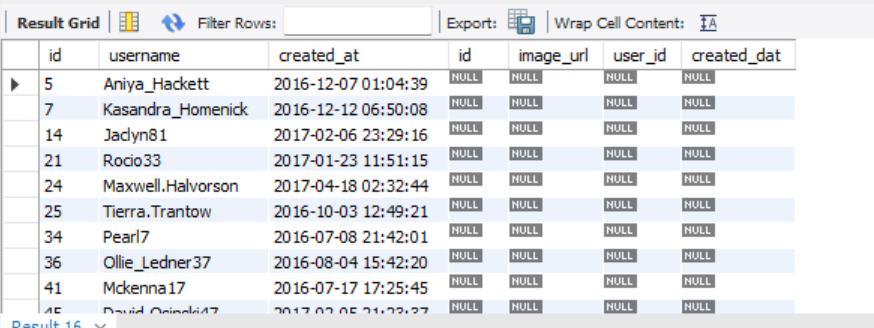 Result Grid Filter Rows: Export: Wrap Cell Content: IA
id username created_at id image_url user_id created_dat
5 Aniya_Hackett 2016-12-07 01:04:39 NULL NULL NULL NULL
7 Kasandra_Homenick 2016-12-12 06:50:08 NULL NULL NULL NULL
14 Jaclyn81 2017-02-06 23:29:16 NULL NULL NULL NULL
21 Rocio33 2017-01-23 11:51:15 NULL NULL NULL NULL
24 Maxwell.Halvorson 2017-04-18 02:32:44 NULL NULL NULL NULL
25 Tierra.Trantow 2016-10-03 12:49:21 NULL NULL NULL NULL
34 Pearl7 2016-07-08 21:42:01 NULL NULL NULL NULL
36 Ollie_Ledner37 2016-08-04 15:42:20 NULL NULL NULL NULL
41 Mckenna17 2016-07-17 17:25:45 NULL NULL NULL NULL
45 David.Osinski47 2017-02-05 21:23:37 NULL NULL NULL NULL
Result 16